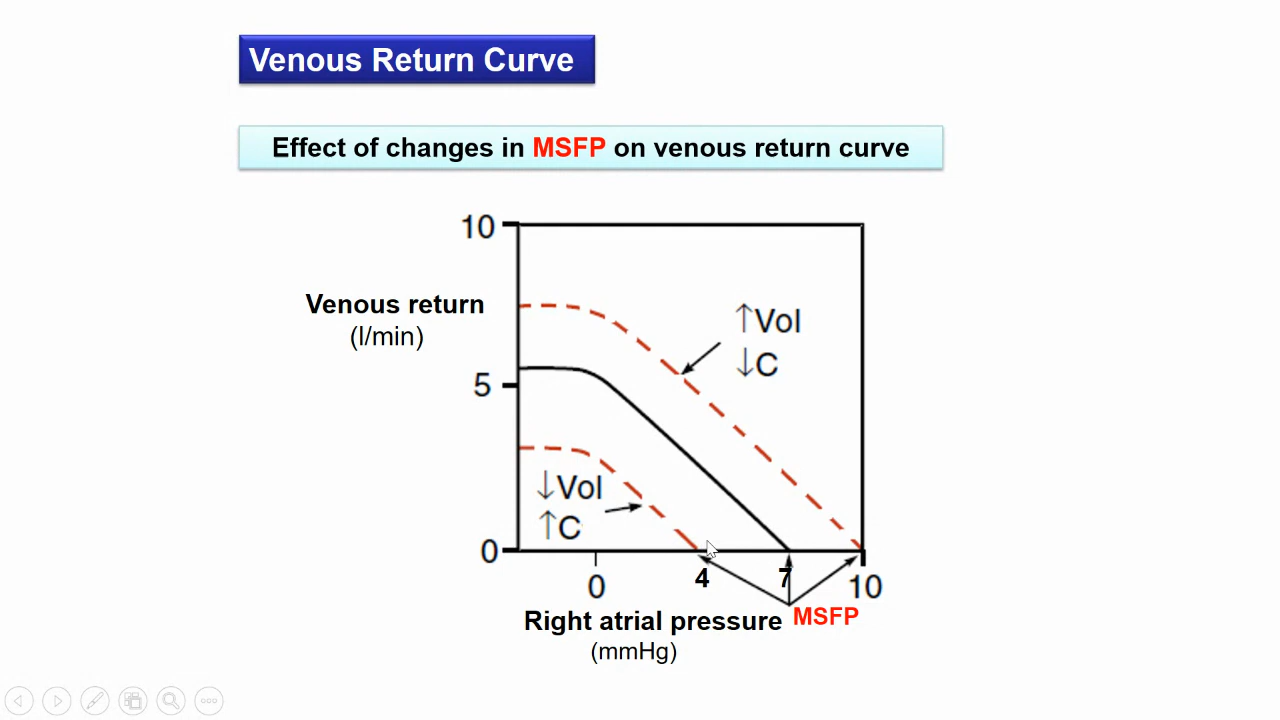 Venous Return Curve
Effect of changes in MSFP on venous return curve
10
Venous return
(l/min)
↑Vol
↓C
5
↓Vol
↑C
0
0
4
7
10
Right atrial pressure
MSFP
(mmHg)